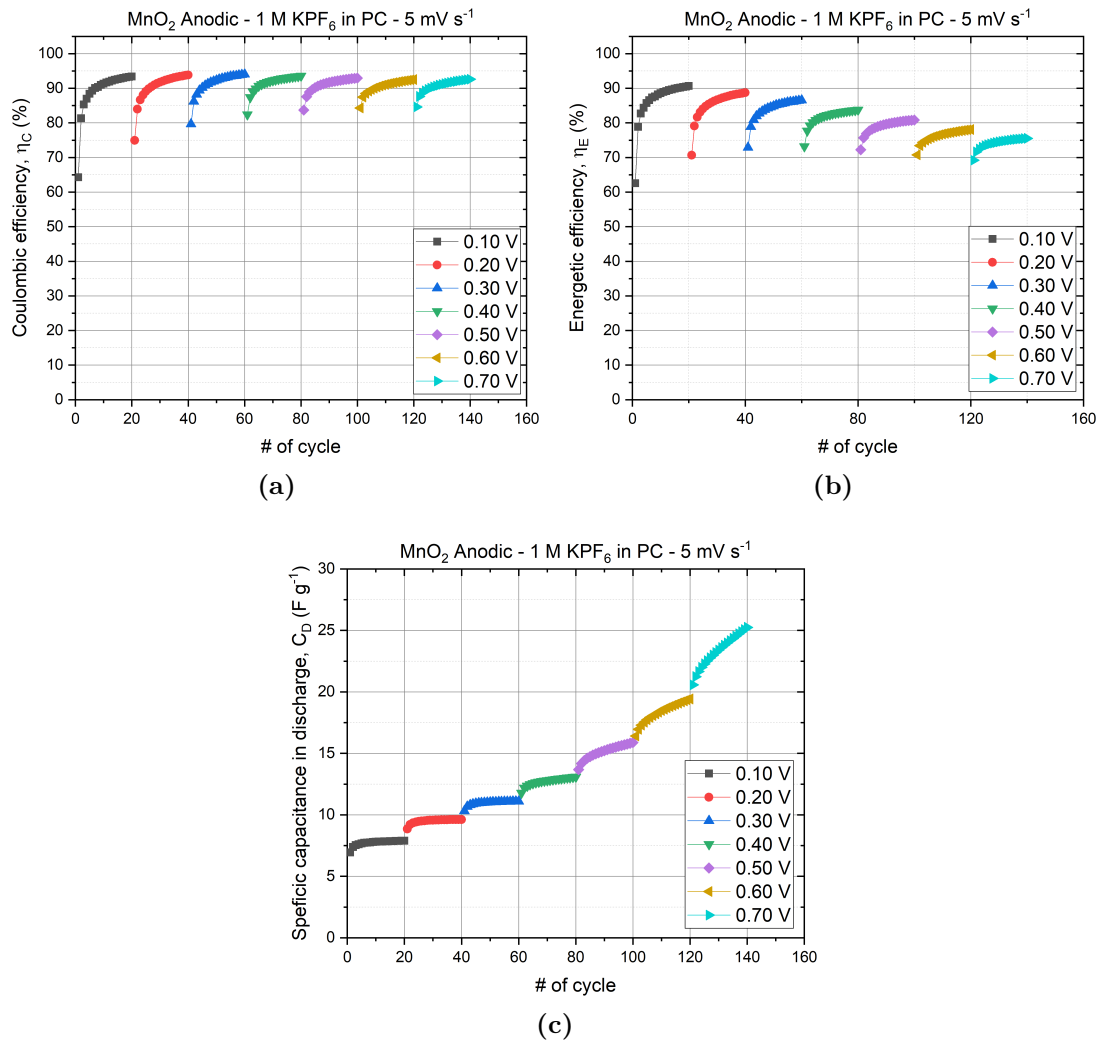 MnO₂ Anodic - 1 M KPF₆ in PC - 5 mV s⁻¹
Coulombic efficiency, η_C (%)
100
90
80
70
60
50
40
30
20
10
0
0.10 V
0.20 V
0.30 V
0.40 V
0.50 V
0.60 V
0.70 V
0 20 40 60 80 100 120 140 160
# of cycle
(a)
MnO₂ Anodic - 1 M KPF₆ in PC - 5 mV s⁻¹
Energetic efficiency, η_E (%)
100
90
80
70
60
50
40
30
20
10
0
0.10 V
0.20 V
0.30 V
0.40 V
0.50 V
0.60 V
0.70 V
0 20 40 60 80 100 120 140 160
# of cycle
(b)
MnO₂ Anodic - 1 M KPF₆ in PC - 5 mV s⁻¹
Speficic capacitance in discharge, C_D (F g⁻¹)
30
25
20
15
10
5
0
0.10 V
0.20 V
0.30 V
0.40 V
0.50 V
0.60 V
0.70 V
0 20 40 60 80 100 120 140 160
# of cycle
(c)